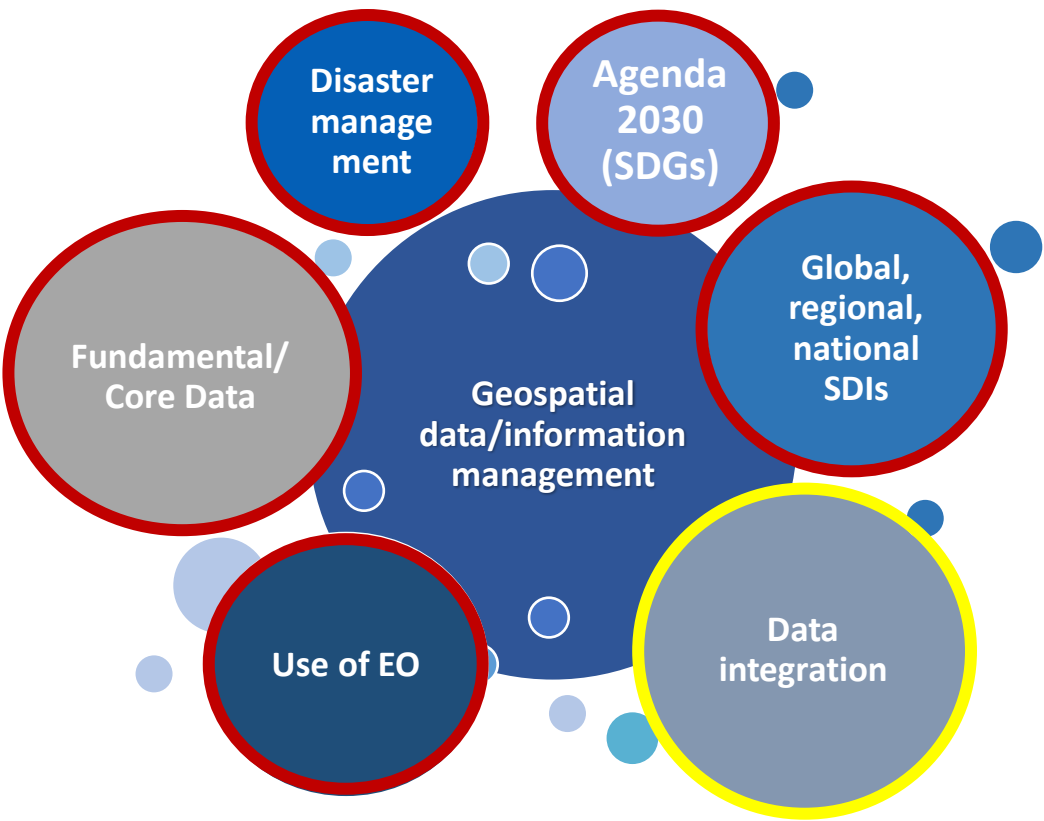 Disaster
manage
ment
Agenda
2030
(SDGs)
Global,
regional,
national
SDIs
Fundamental/
Core Data
Geospatial
data/information
management
Use of EO
Data
integration